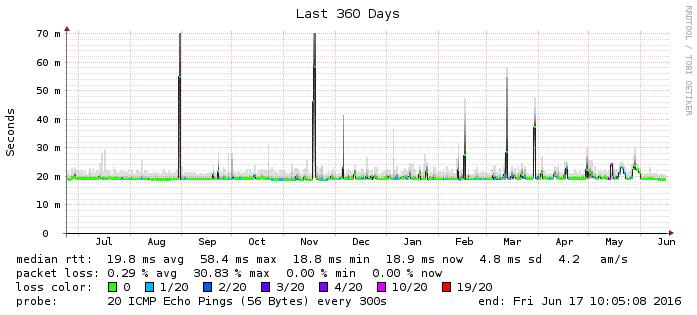 Last 360 Days
RRDTOOL / TOBI OETIKER
Seconds
70 m
60 m
50 m
40 m
30 m
20 m
10 m
0
Jul Aug Sep Oct Nov Dec Jan Feb Mar Apr May Jun
median rtt: 19.8 ms avg 58.4 ms max 18.8 ms min 18.9 ms now 4.8 ms sd 4.2 am/s
packet loss: 0.29 % avg 30.83 % max 0.00 % min 0.00 % now
loss color: 0 1/20 2/20 3/20 4/20 10/20 19/20
probe: 20 ICMP Echo Pings (56 Bytes) every 300s end: Fri Jun 17 10:05:08 2016